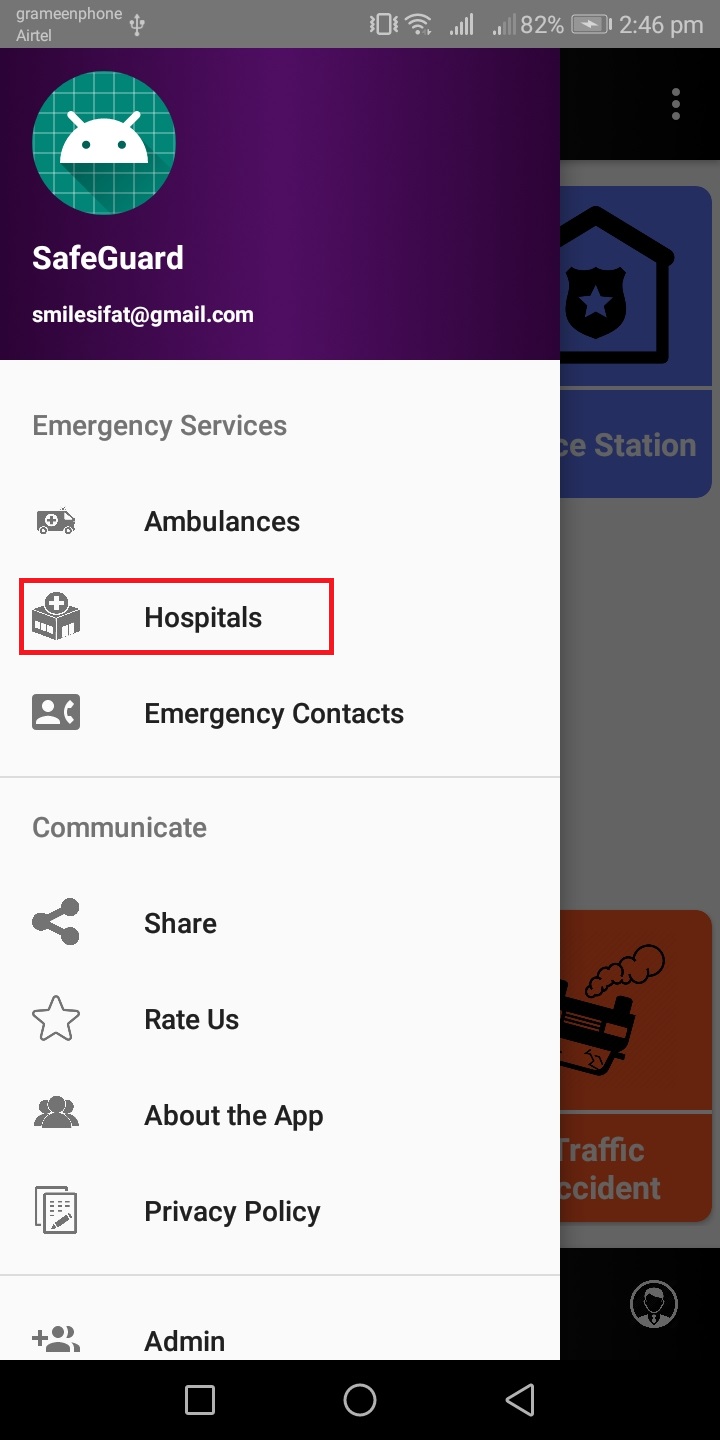 grameenphone
Airtel
82%
2:46 pm
SafeGuard
smilesifat@gmail.com
Emergency Services
Ambulances
Hospitals
Emergency Contacts
Communicate
Share
Rate Us
About the App
Privacy Policy
Admin
ce Station
Traffic
ccident